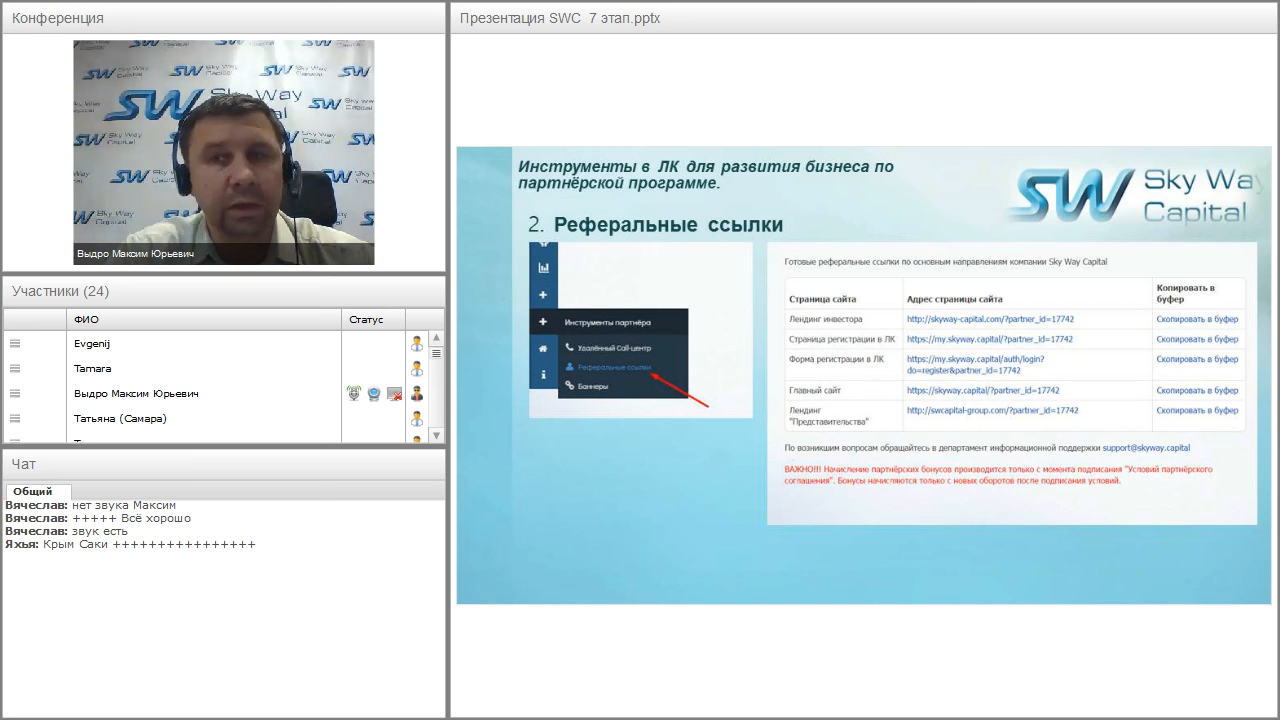 Конференция
Sky Way
Capital
Выдро Максим Юрьевич
Участники (24)
ФИО
Статус
Evgenij
Tamara
Выдро Максим Юрьевич
Татьяна (Самара)
Чат
Общий
Вячеслав: нет звука Максим
Вячеслав: +++++ Всё хорошо
Вячеслав: звук есть
Яхья: Крым Саки ++++++++++++++++
Презентация SWC 7 этап.pptx
Инструменты в ЛК для развития бизнеса по
партнёрской программе.
SW Sky Way
Capital
2. Реферальные ссылки
Инструменты партнёра
Удалённый Call-центр
Реферальные ссылки
Баннеры
Готовые реферальные ссылки по основным направлениям компании Sky Way Capital
Страница сайта
Адрес страницы сайта
Копировать в
буфер
Лендинг инвестора
http://skyway-capital.com/?partner_id=17742
Скопировать в буфер
Страница регистрации в ЛК
https://my.skyway.capital/?partner_id=17742
Скопировать в буфер
Форма регистрации в ЛК
https://my.skyway.capital/auth/login?
do=register&partner_id=17742
Скопировать в буфер
Главный сайт
https://skyway.capital/?partner_id=17742
Скопировать в буфер
Лендинг
"Представительства"
http://swcapital-group.com/?partner_id=17742
Скопировать в буфер
По возникшим вопросам обращайтесь в департамент информационной поддержки support@skyway.capital
ВАЖНО!!! Начисление партнёрских бонусов производится только с момента подписания "Условий партнёрского
соглашения". Бонусы начисляются только с новых оборотов после подписания условий.